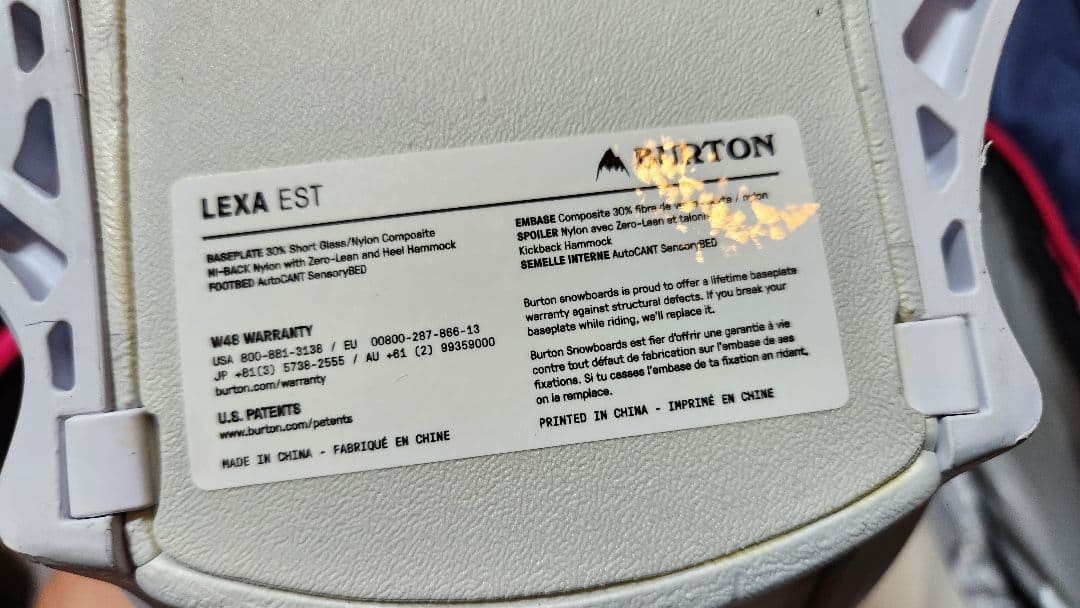 BURTON
LEXA EST
BASEPLATE 30% Short Glass/Nylon Composite
HI-BACK Nylon with Zero-Lean and Heel Hammock
FOOTBED AutoCANT SensoryBED
W48 WARRANTY
USA 800-881-3138 / EU 00800-287-866-13
JP +81(3) 5738-2555 / AU +61 (2) 99359000
burton.com/warranty
U.S. PATENTS
www.burton.com/patents
MADE IN CHINA - FABRIQUÉ EN CHINE
EMBASE Composite 30% fibre de / nylon
SPOILER Nylon avec Zero-Lean et talon
Kickback Hammock
SEMELLE INTERNE AutoCANT SensoryBED
Burton snowboards is proud to offer a lifetime baseplate
warranty against structural defects. If you break your
baseplate while riding, we'll replace it.
Burton Snowboards est fier d'offrir une garantie à vie
contre tout défaut de fabrication sur l'embase de ses
fixations. Si tu casses l'embase de ta fixation en ridant,
on la remplace.
PRINTED IN CHINA - IMPRIMÉ EN CHINE